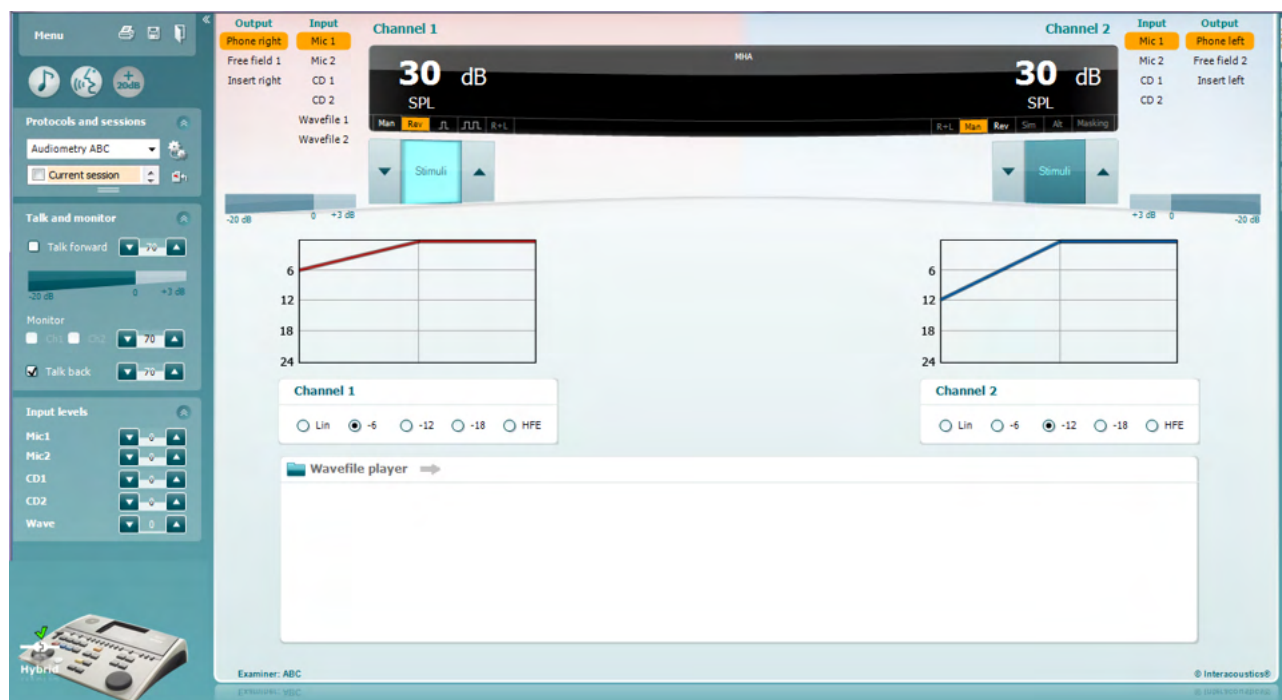 Menu
Protocols and sessions
Audiometry ABC
Current session
Talk and monitor
Talk forward 70
-20 dB 0 +3 dB
Monitor
Ch1 Ch2 70
Talk back 70
Input levels
Mic1 0
Mic2 0
CD1 0
CD2 0
Wave 0
Hybrid
+
20dB
Output Input
Phone right Mic 1
Free field 1 Mic 2
Insert right CD 1
CD 2
Wavefile 1
Wavefile 2
Channel 1
MHA
Channel 2
30 dB
SPL
Man Rev R+L
30 dB
SPL
R+L Man Rev Sim Alt Masking
Stimuli
Stimuli
Input Output
Mic 1 Phone left
Mic 2 Free field 2
CD 1 Insert left
CD 2
-20 dB 0 +3 dB
+3 dB 0 -20 dB
6
12
18
24
6
12
18
24
Channel 1
Lin -6 -12 -18 HFE
Channel 2
Lin -6 -12 -18 HFE
Wavefile player
Examiner: ABC
© Interacoustics®